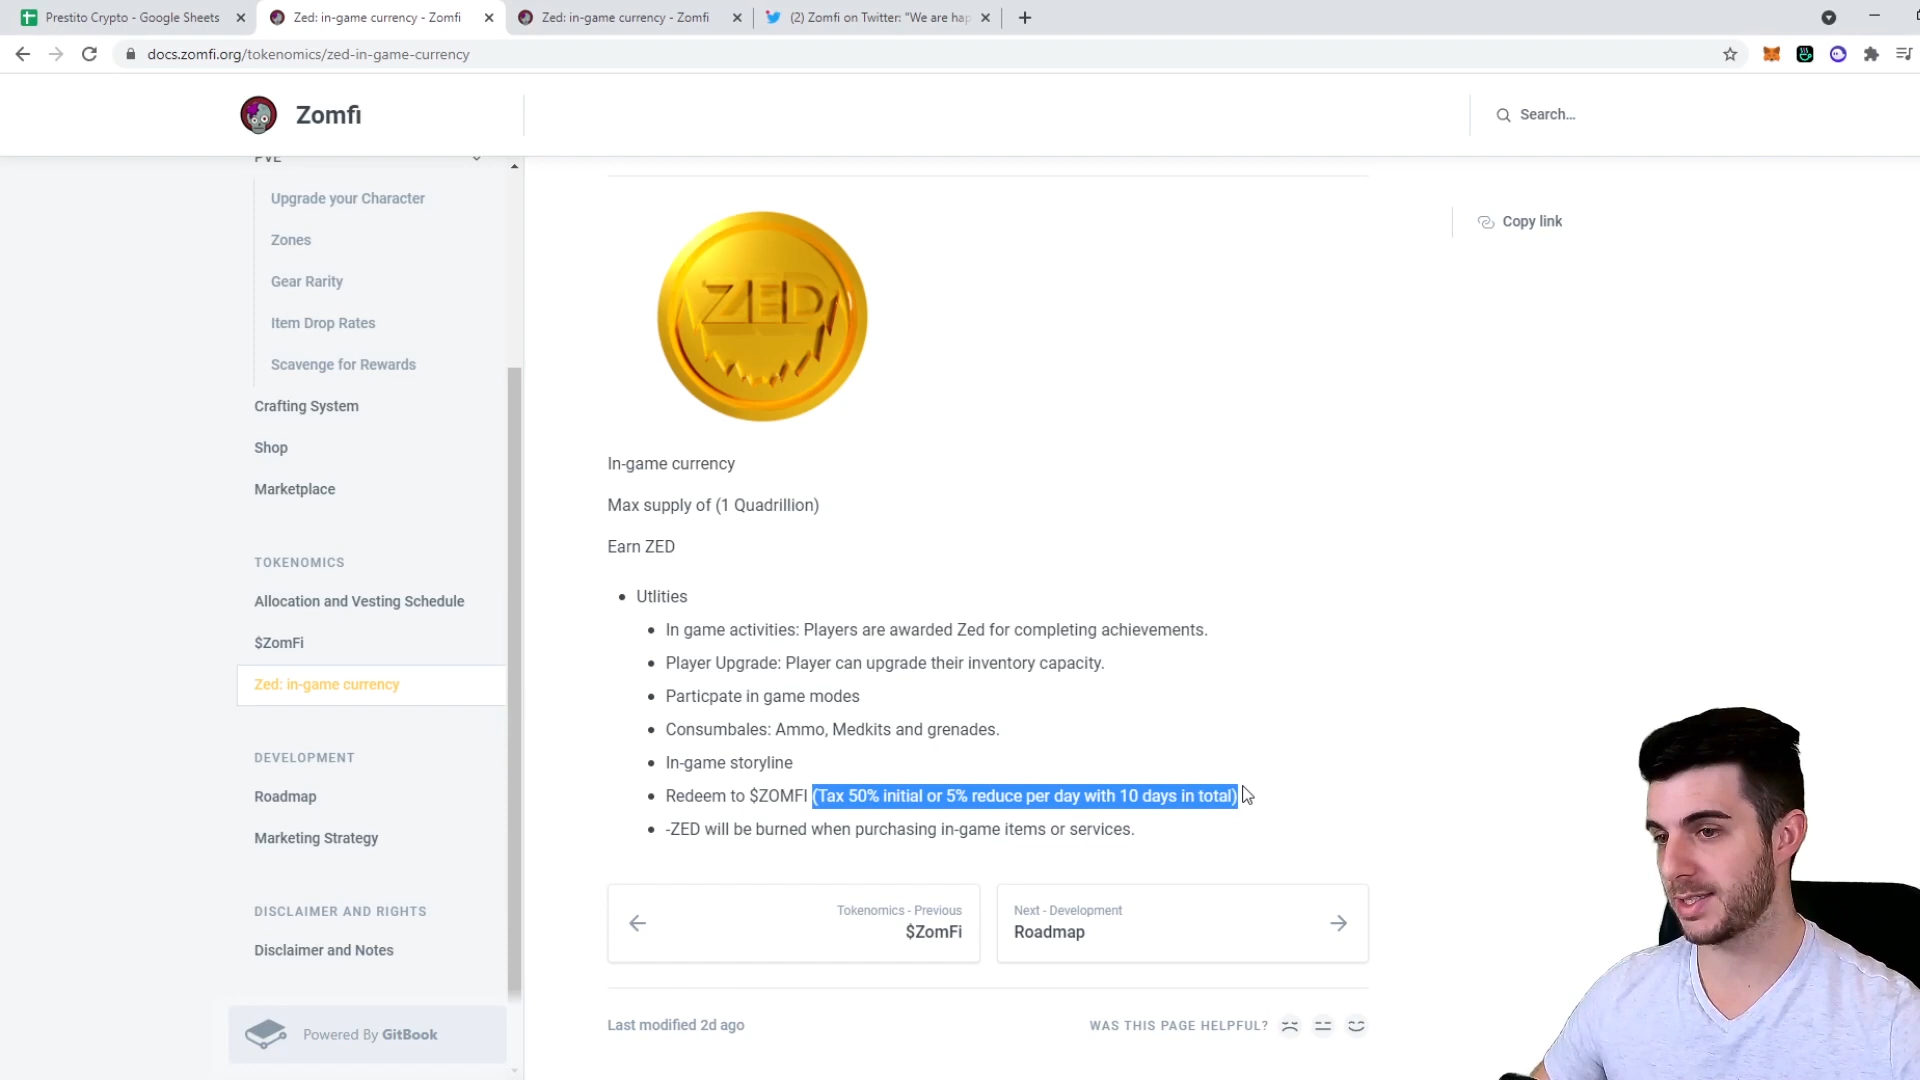 Prestito Crypto - Google Sheets
Zed: in-game currency - Zomfi
Zed: in-game currency - Zomfi
(2) Zomfi on Twitter: "We are hap
docs.zomfi.org/tokenomics/zed-in-game-currency
Zomfi
Search...
PVE
Upgrade your Character
Zones
Gear Rarity
Item Drop Rates
Scavenge for Rewards
Crafting System
Shop
Marketplace
TOKENOMICS
Allocation and Vesting Schedule
$ZomFi
Zed: in-game currency
DEVELOPMENT
Roadmap
Marketing Strategy
DISCLAIMER AND RIGHTS
Disclaimer and Notes
Powered By GitBook
Copy link
ZED
In-game currency
Max supply of (1 Quadrillion)
Earn ZED
• Utlities
• In game activities: Players are awarded Zed for completing achievements.
• Player Upgrade: Player can upgrade their inventory capacity.
• Particpate in game modes
• Consumbales: Ammo, Medkits and grenades.
• In-game storyline
• Redeem to $ZOMFI (Tax 50% initial or 5% reduce per day with 10 days in total)
• -ZED will be burned when purchasing in-game items or services.
Tokenomics - Previous
$ZomFi
Next - Development
Roadmap
Last modified 2d ago
WAS THIS PAGE HELPFUL?